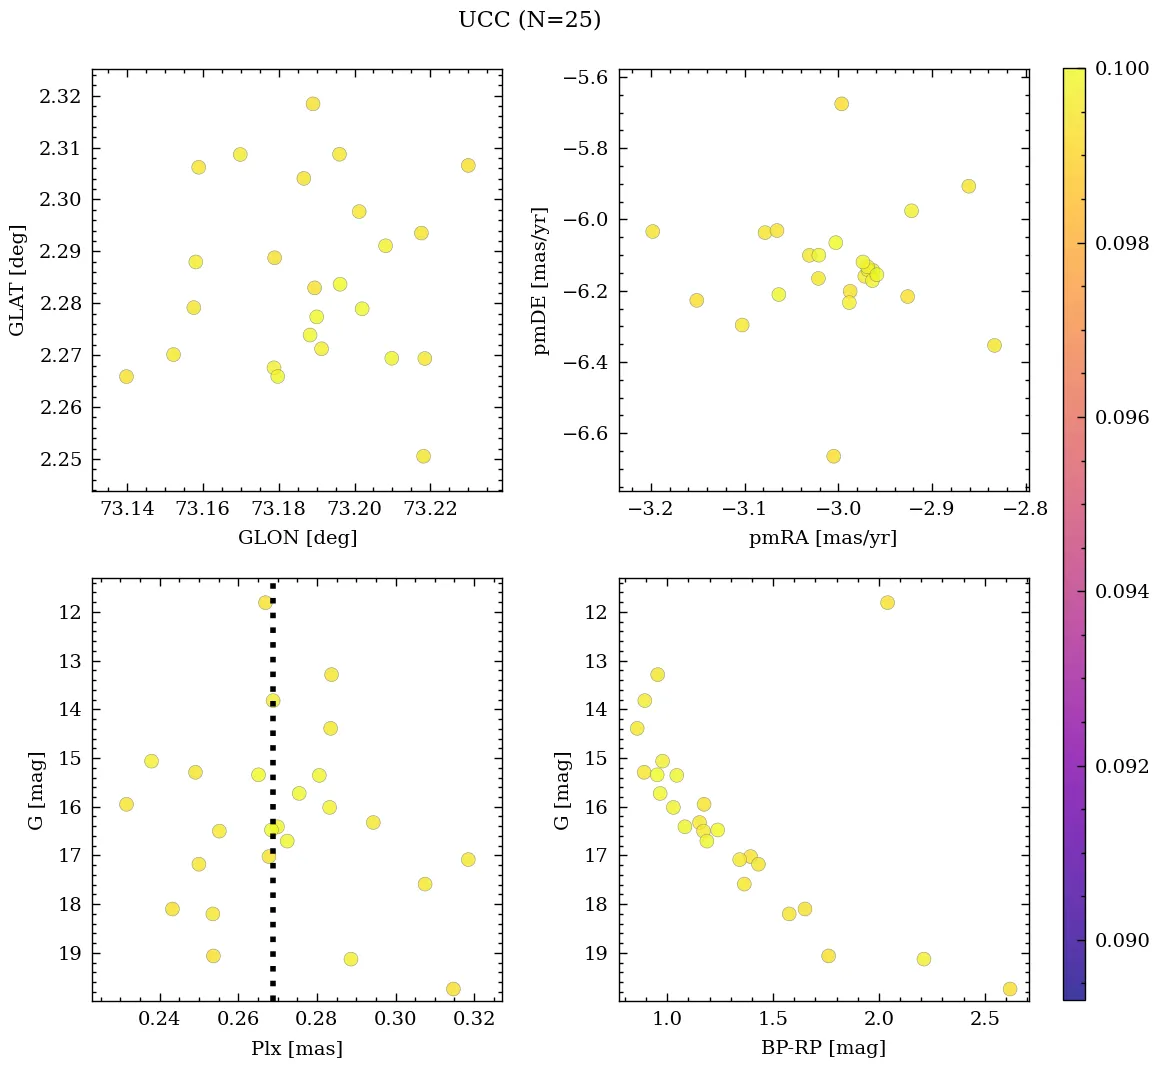 UCC (N=25)
2.32
2.31
2.30
2.29
2.28
2.27
2.26
2.25
GLAT [deg]
73.14 73.16 73.18 73.20 73.22
GLON [deg]
−5.6
−5.8
−6.0
−6.2
−6.4
−6.6
pmDE [mas/yr]
−3.2 −3.1 −3.0 −2.9 −2.8
pmRA [mas/yr]
12
13
14
15
16
17
18
19
G [mag]
0.24 0.26 0.28 0.30 0.32
Plx [mas]
12
13
14
15
16
17
18
19
G [mag]
1.0 1.5 2.0 2.5
BP-RP [mag]
0.100
0.098
0.096
0.094
0.092
0.090